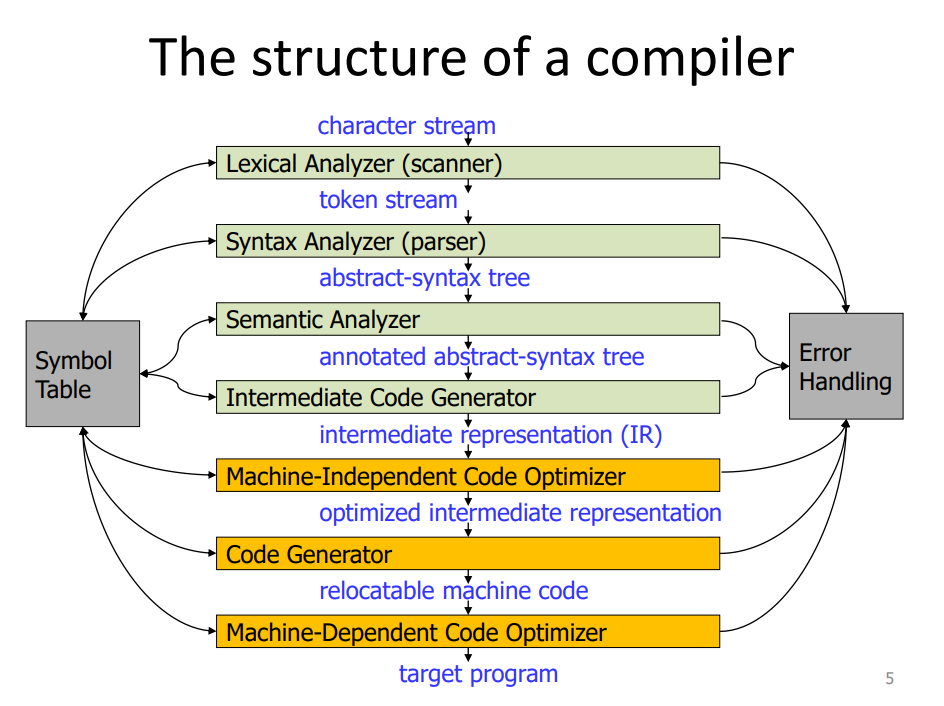 The structure of a compiler
character stream
Lexical Analyzer (scanner)
token stream
Syntax Analyzer (parser)
abstract-syntax tree
Semantic Analyzer
annotated abstract-syntax tree
Intermediate Code Generator
intermediate representation (IR)
Machine-Independent Code Optimizer
optimized intermediate representation
Code Generator
relocatable machine code
Machine-Dependent Code Optimizer
target program
Symbol
Table
Error
Handling
5